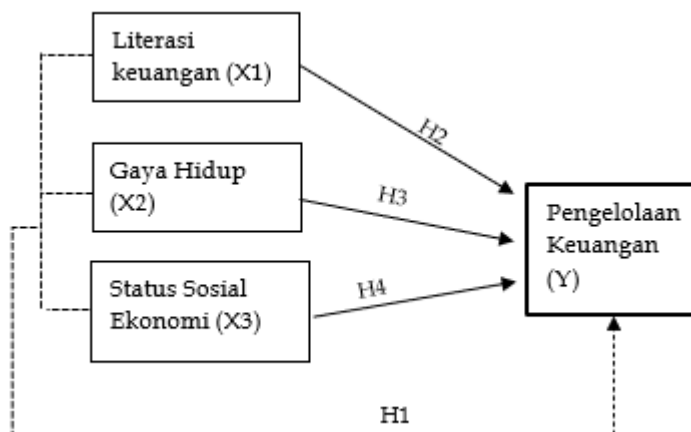 Literasi
keuangan (X1)
H2
Gaya Hidup
(X2)
H3
Pengelolaan
Keuangan
(Y)
Status Sosial
Ekonomi (X3)
H4
H1